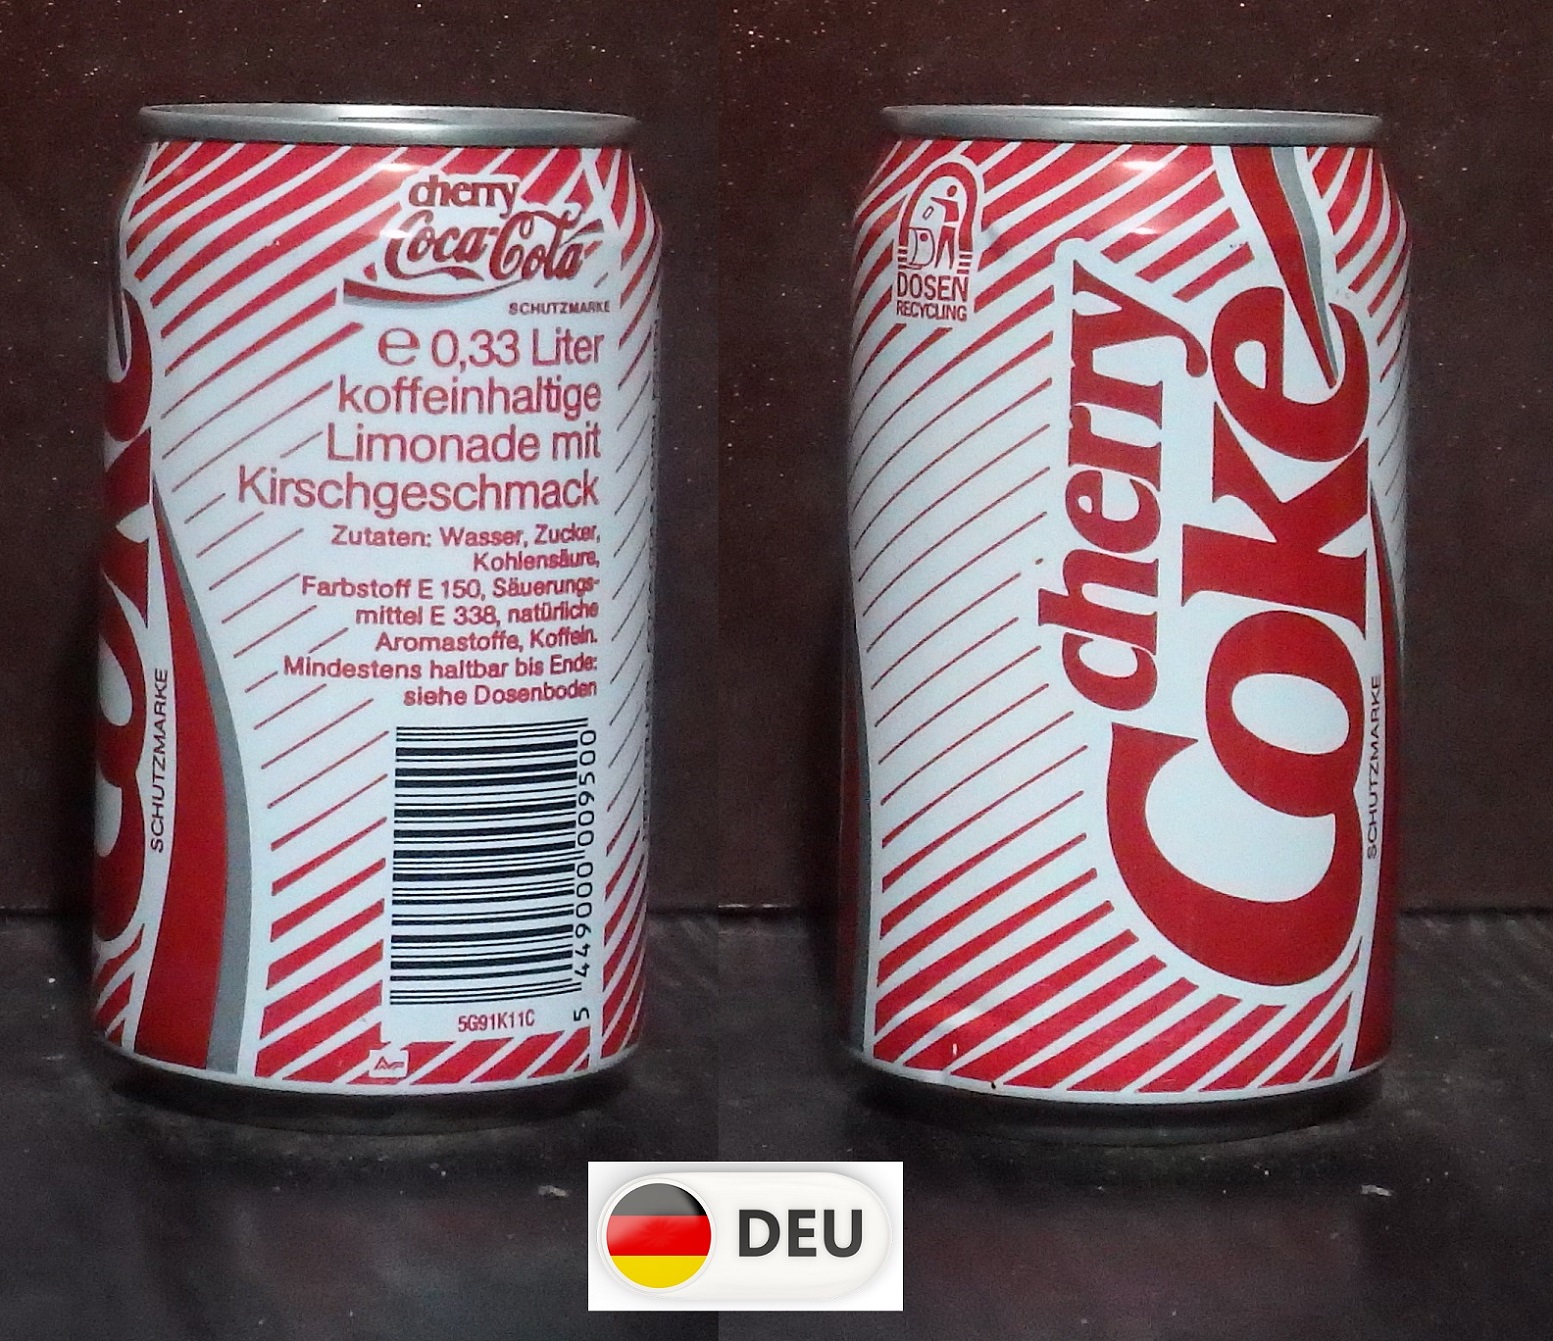 cherry
Coca-Cola
SCHUTZMARKE
e 0,33 Liter
koffeinhaltige
Limonade mit
Kirschgeschmack
Zutaten: Wasser, Zucker,
Kohlensäure,
Farbstoff E 150, Säuerungs-
mittel E 338, natürliche
Aromastoffe, Koffein.
Mindestens haltbar bis Ende:
siehe Dosenboden
5 449000 009500
5G91K11C
Coke
SCHUTZMARKE
DOSEN
RECYCLING
cherry
Coke
SCHUTZMARKE
DEU